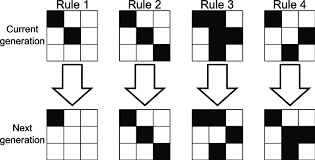 Rule 1 Rule 2 Rule 3 Rule 4
Current
generation
Next
generation